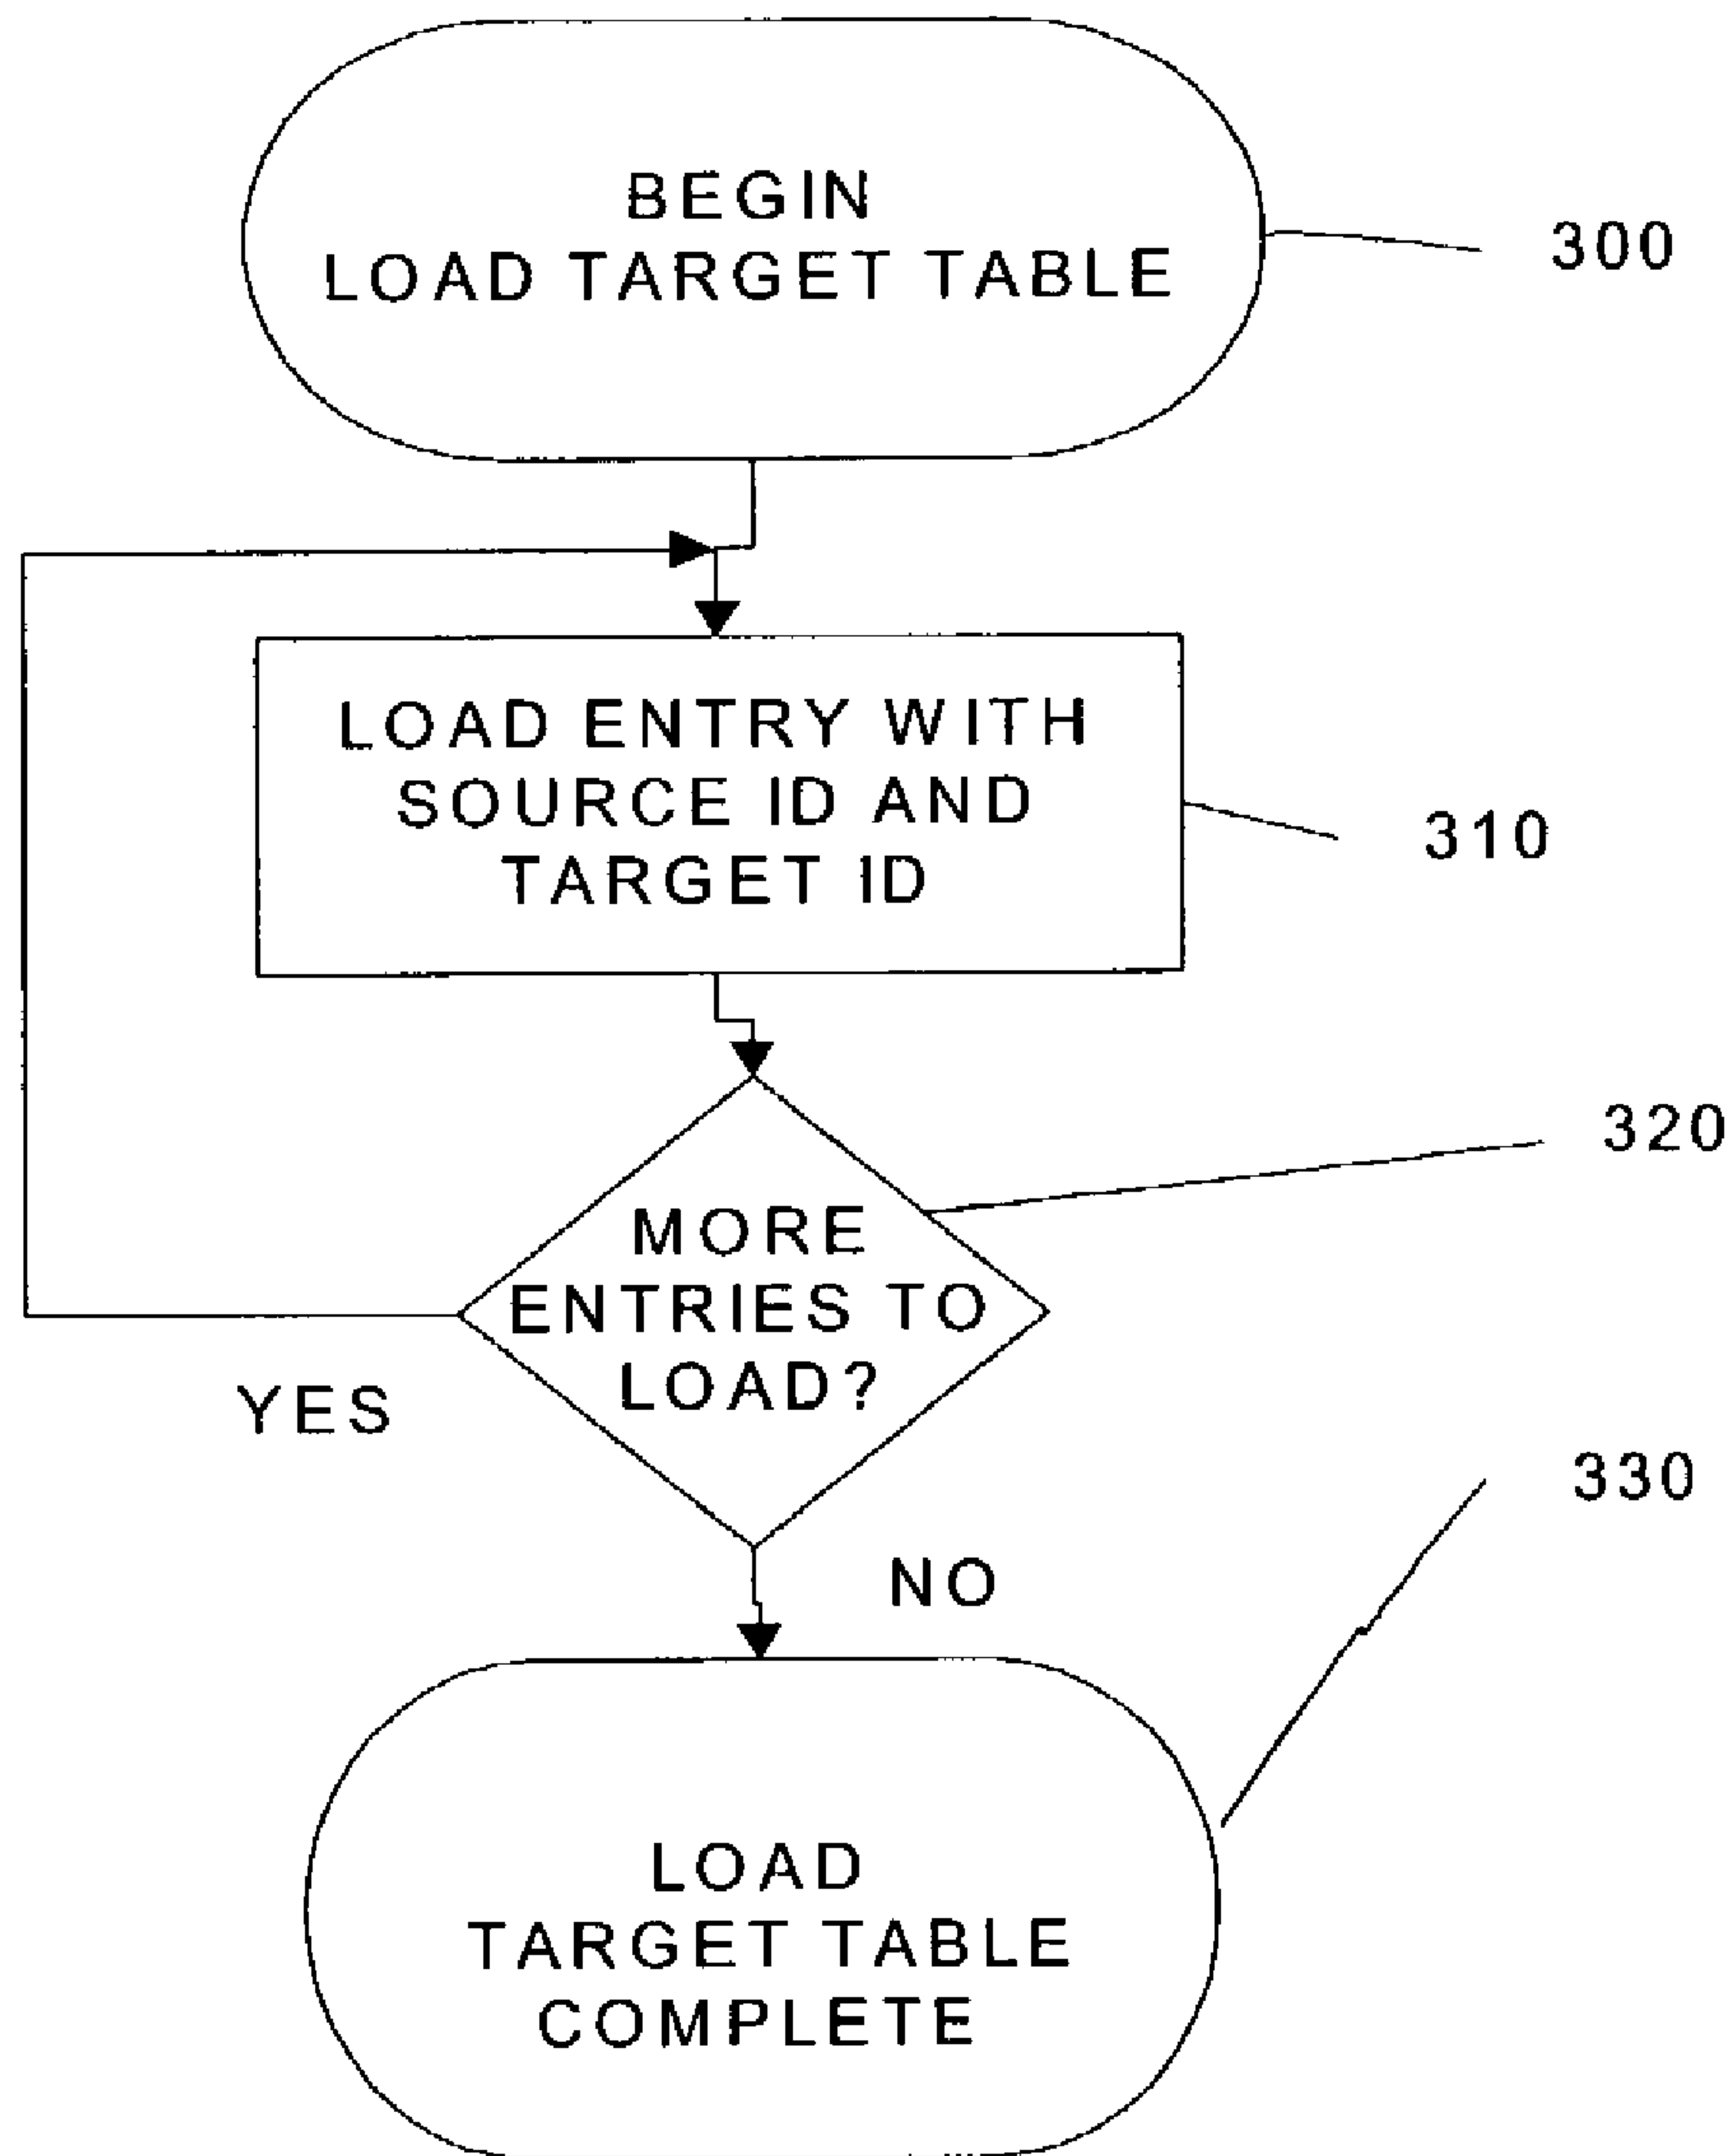 BEGIN
LOAD TARGET TABLE
300
LOAD ENTRY WITH
SOURCE ID AND
TARGET ID
310
320
MORE
ENTRIES TO
LOAD?
YES
330
NO
LOAD
TARGET TABLE
COMPLETE